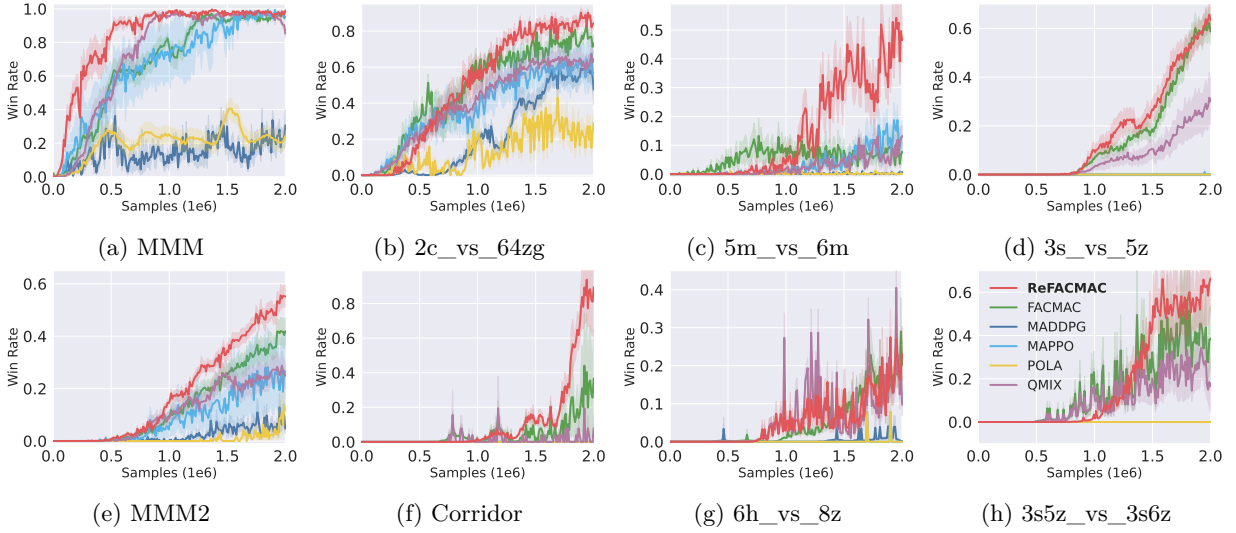 1.0
0.8
0.6
0.4
0.2
0.0
Win Rate
0.0 0.5 1.0 1.5 2.0
Samples (1e6)
(a) MMM
0.8
0.6
0.4
0.2
0.0
Win Rate
0.0 0.5 1.0 1.5 2.0
Samples (1e6)
(b) 2c_vs_64zg
0.5
0.4
0.3
0.2
0.1
0.0
Win Rate
0.0 0.5 1.0 1.5 2.0
Samples (1e6)
(c) 5m_vs_6m
0.6
0.4
0.2
0.0
Win Rate
0.0 0.5 1.0 1.5 2.0
Samples (1e6)
(d) 3s_vs_5z
0.6
0.4
0.2
0.0
Win Rate
0.0 0.5 1.0 1.5 2.0
Samples (1e6)
(e) MMM2
0.8
0.6
0.4
0.2
0.0
Win Rate
0.0 0.5 1.0 1.5 2.0
Samples (1e6)
(f) Corridor
0.4
0.3
0.2
0.1
0.0
Win Rate
0.0 0.5 1.0 1.5 2.0
Samples (1e6)
(g) 6h_vs_8z
0.6
0.4
0.2
0.0
Win Rate
ReFACMAC
FACMAC
MADDPG
MAPPO
POLA
QMIX
0.0 0.5 1.0 1.5 2.0
Samples (1e6)
(h) 3s5z_vs_3s6z